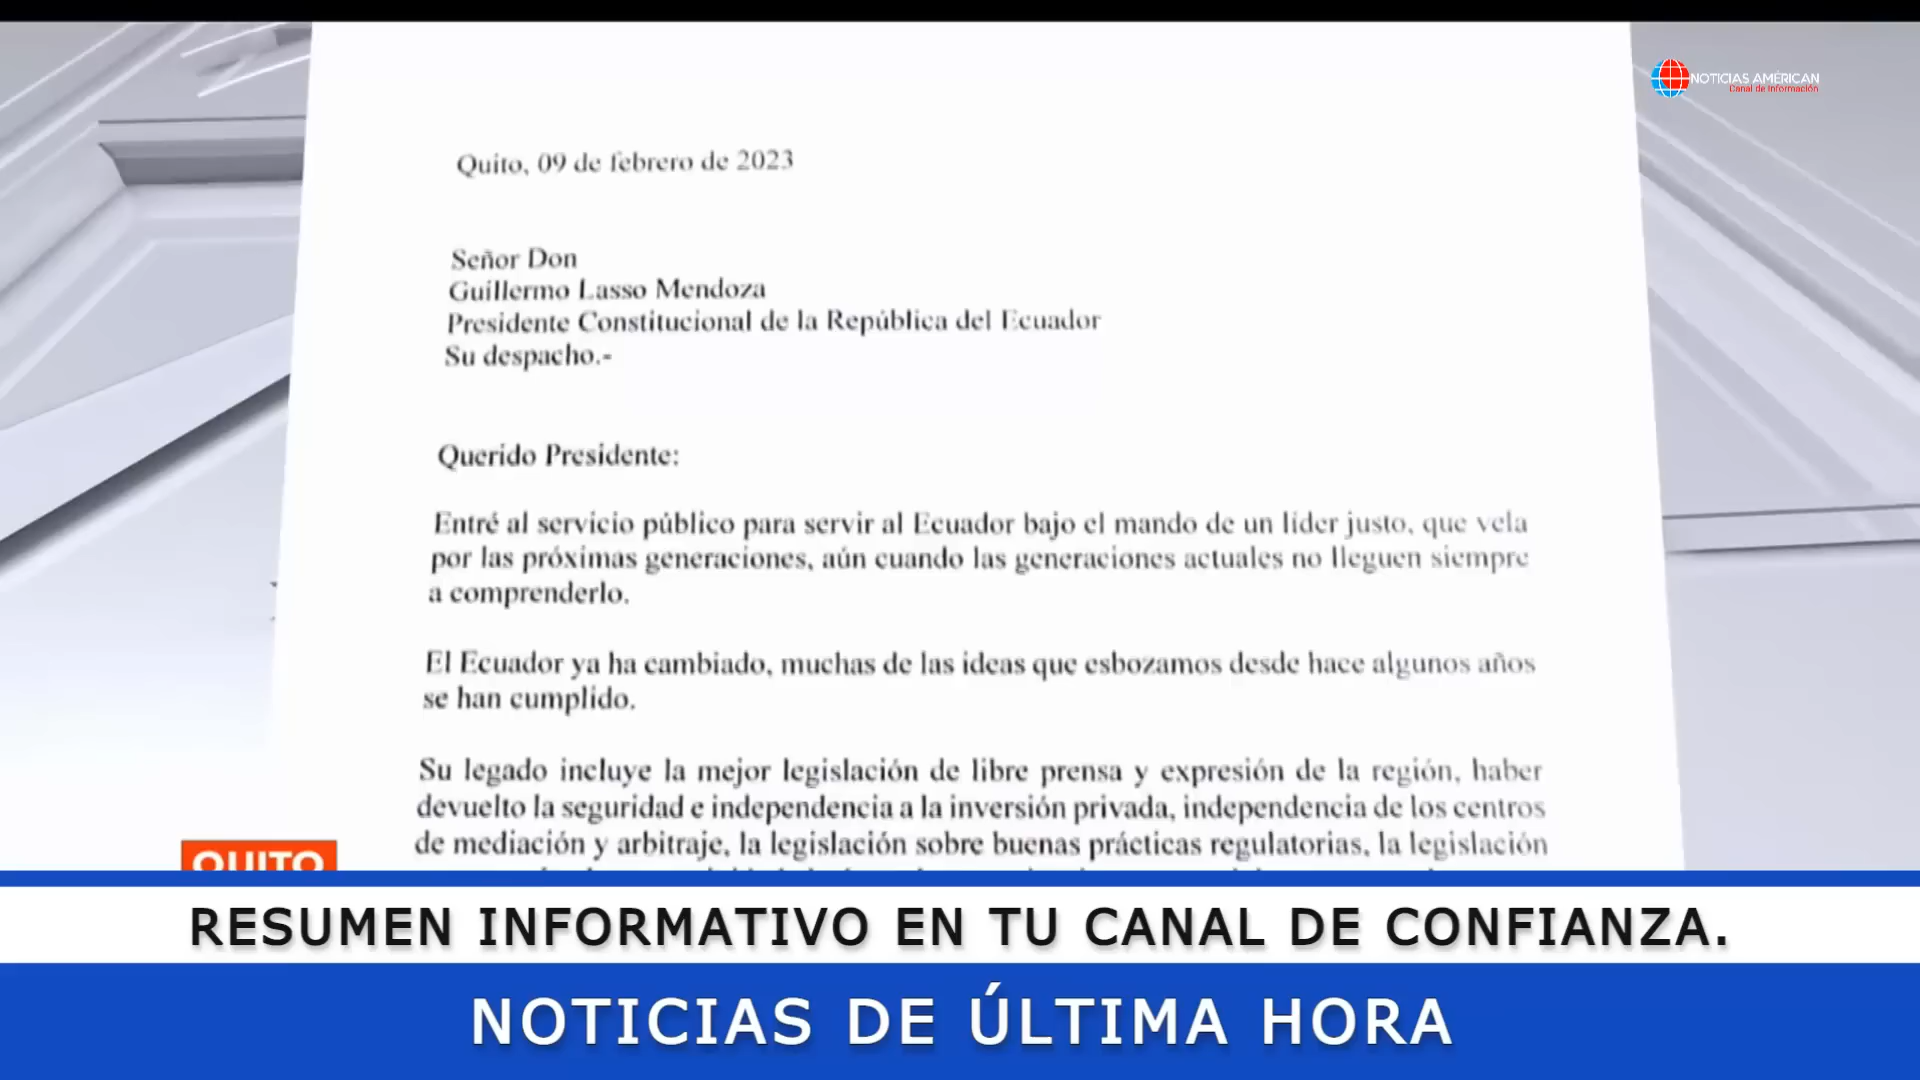 NOTICIAS AMÉRICAN
Canal de Información
Quito, 09 de febrero de 2023
Señor Don
Guillermo Lasso Mendoza
Presidente Constitucional de la República del Ecuador
Su despacho.-
Querido Presidente:
Entré al servicio público para servir al Ecuador bajo el mando de un líder justo, que vela
por las próximas generaciones, aún cuando las generaciones actuales no lleguen siempre
a comprenderlo.
El Ecuador ya ha cambiado, muchas de las ideas que esbozamos desde hace algunos años
se han cumplido.
Su legado incluye la mejor legislación de libre prensa y expresión de la región, haber
devuelto la seguridad e independencia a la inversión privada, independencia de los centros
de mediación y arbitraje, la legislación sobre buenas prácticas regulatorias, la legislación
QUITO
RESUMEN INFORMATIVO EN TU CANAL DE CONFIANZA.
NOTICIAS DE ÚLTIMA HORA